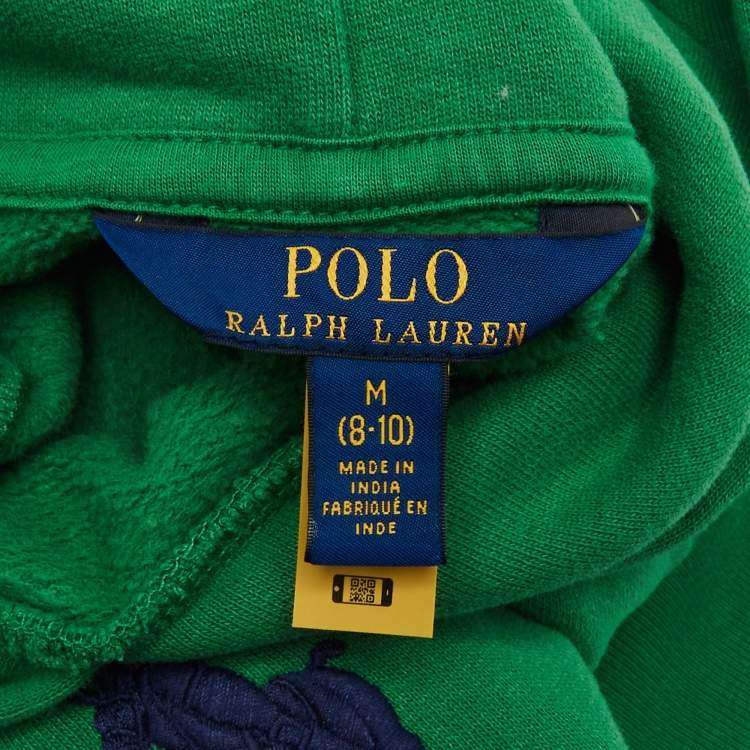 POLO
RALPH LAUREN
M
(8-10)
MADE IN
INDIA
FABRIQUÉ EN
INDE